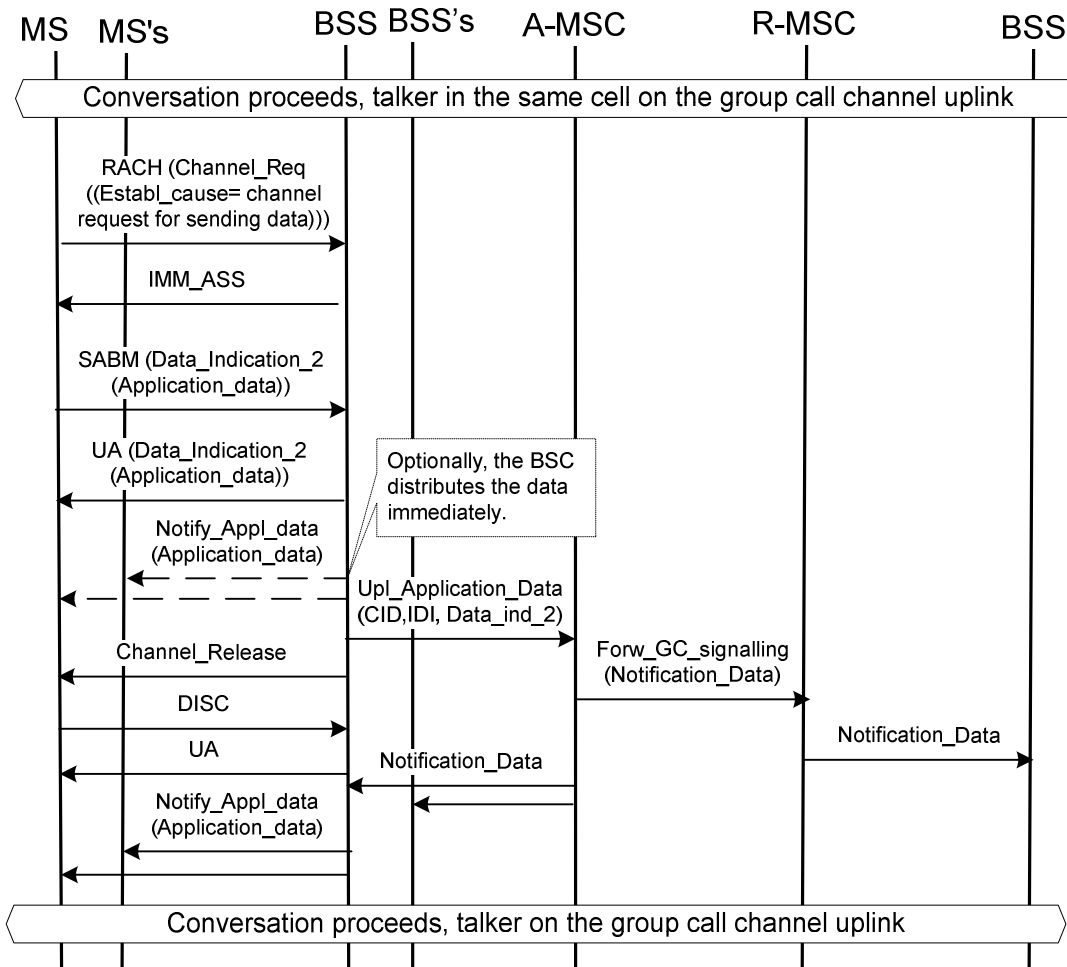 MS MS's BSS BSS's A-MSC R-MSC BSS
Conversation proceeds, talker in the same cell on the group call channel uplink
RACH (Channel_Req
((Establ_cause= channel
request for sending data)))
IMM_ASS
SABM (Data_Indication_2
(Application_data))
UA (Data_Indication_2
(Application_data))
Optionally, the BSC
distributes the data
immediately.
Notify_Appl_data
(Application_data)
Upl_Application_Data
(CID,IDI, Data_ind_2)
Channel_Release
Forw_GC_signalling
(Notification_Data)
DISC
Notification_Data
UA
Notification_Data
Notify_Appl_data
(Application_data)
Conversation proceeds, talker on the group call channel uplink